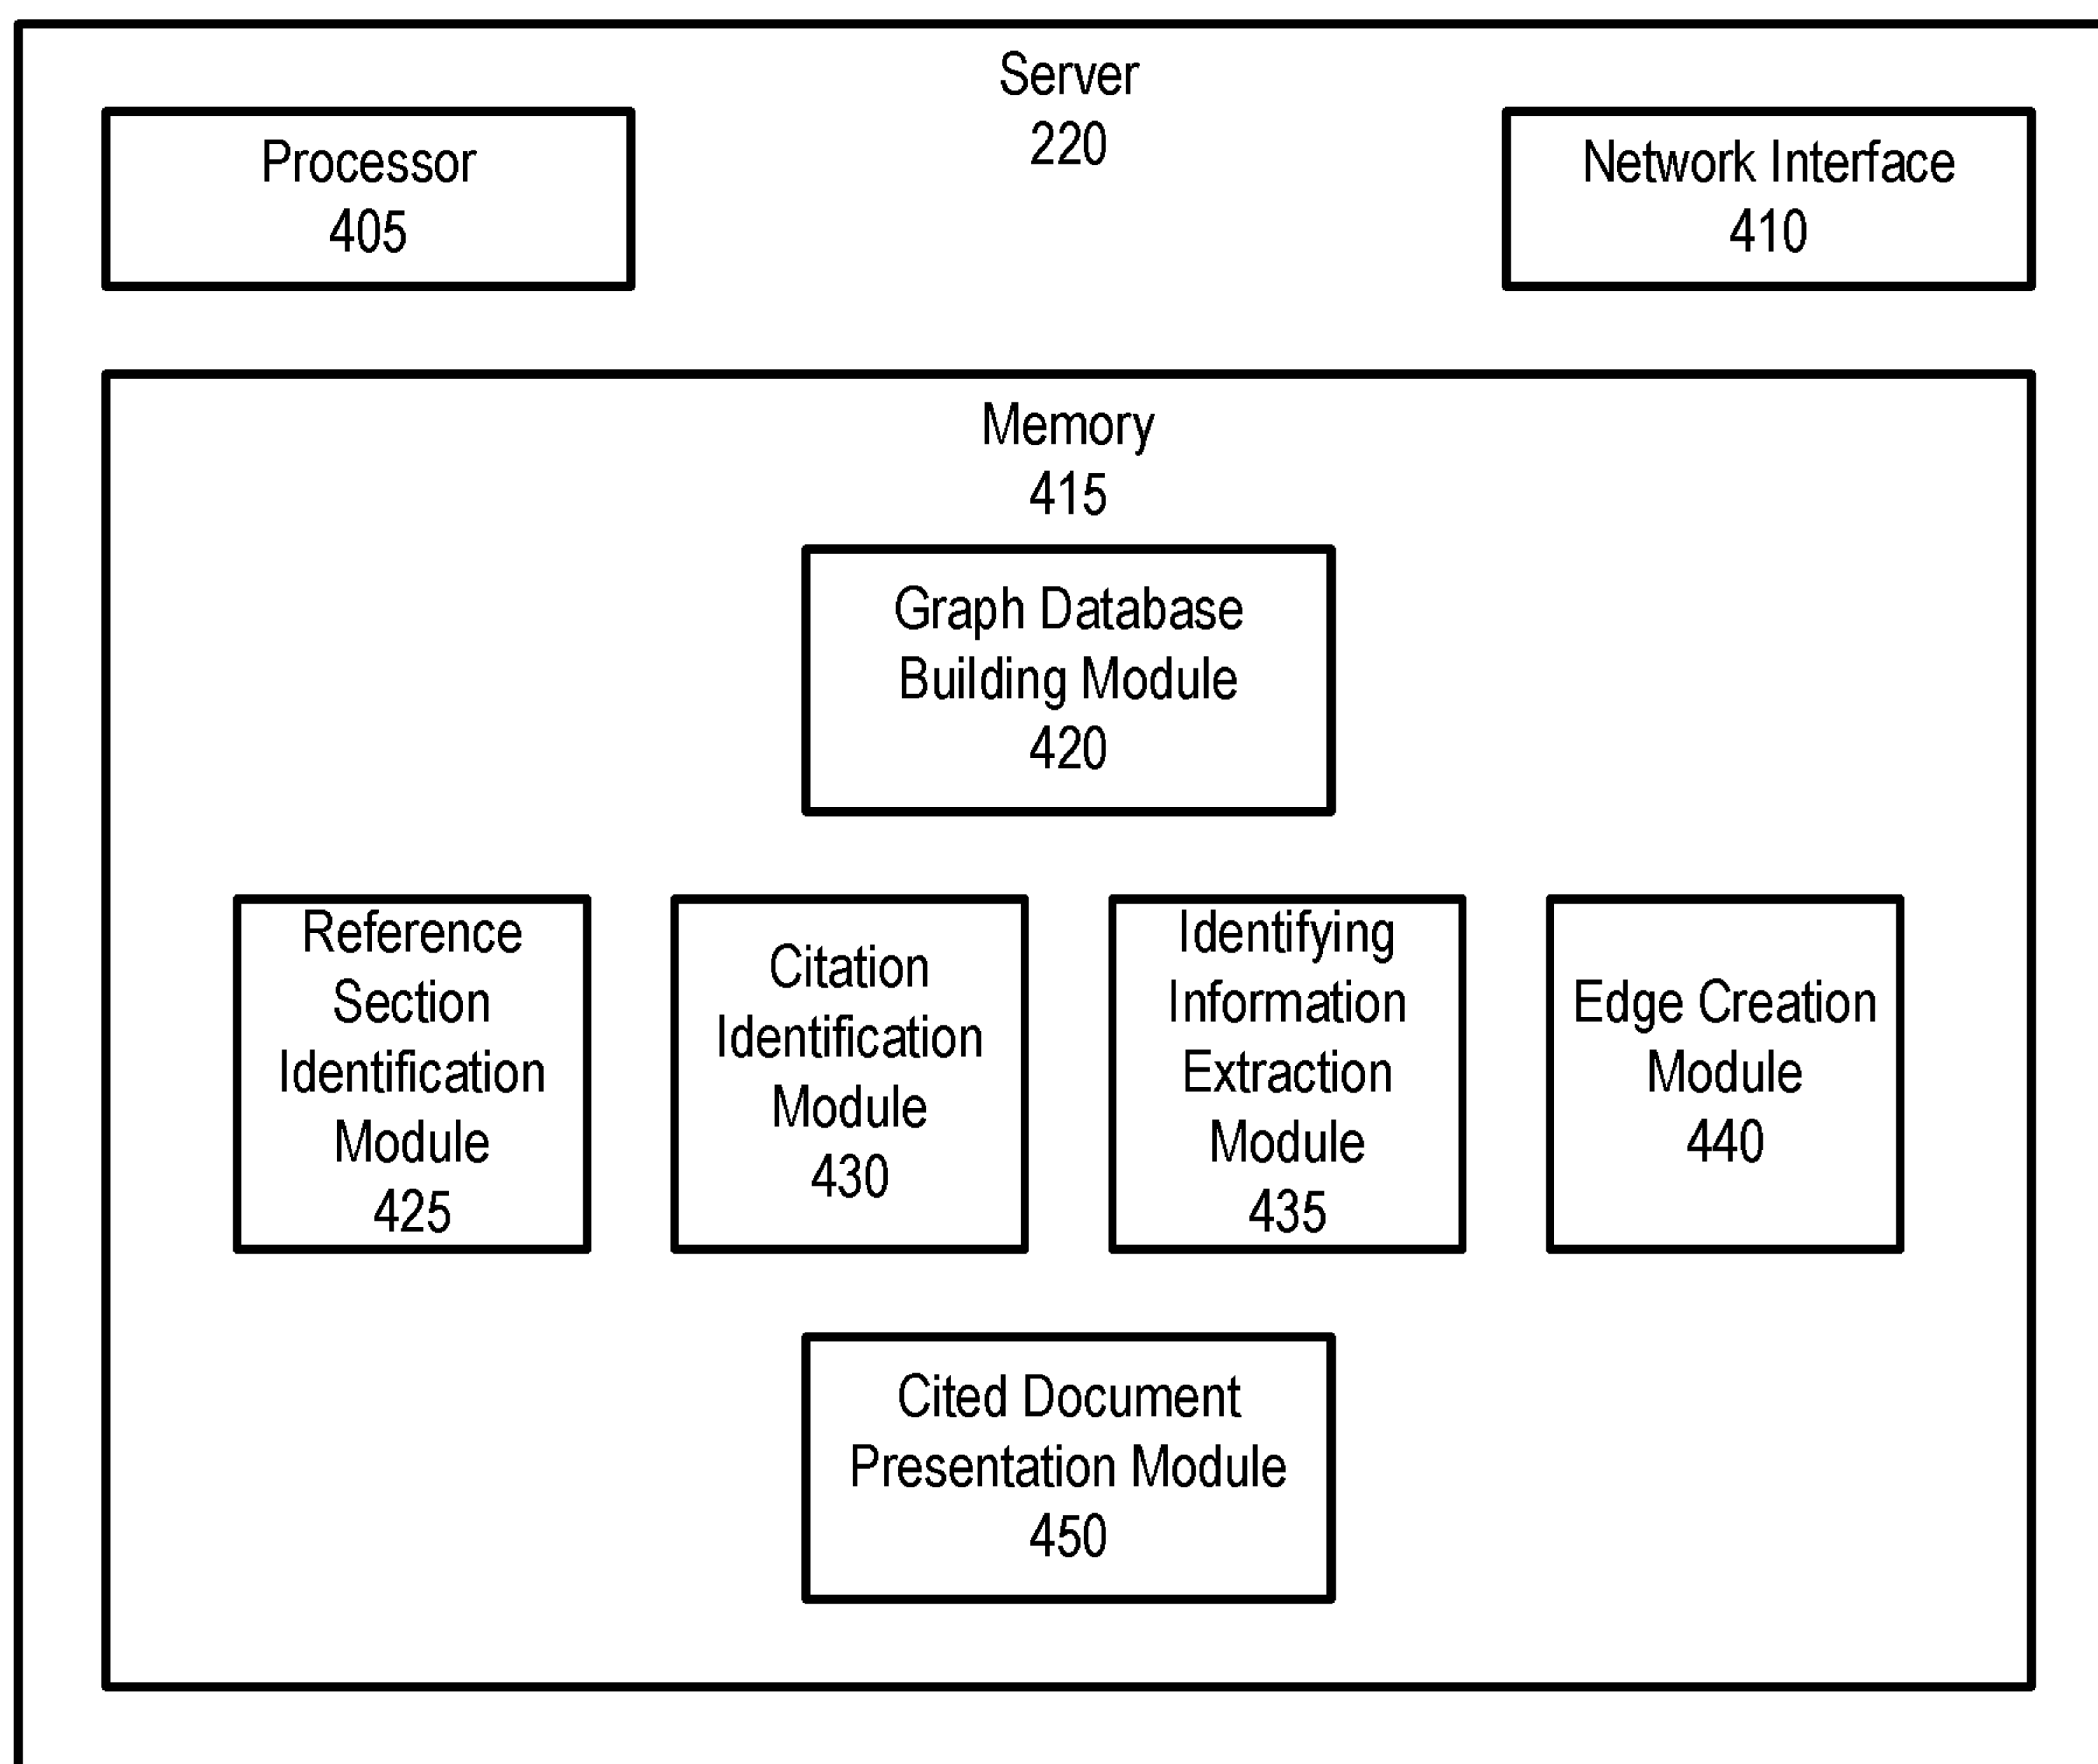 Server
220
Processor
405
Network Interface
410
Memory
415
Graph Database
Building Module
420
Reference
Section
Identification
Module
425
Citation
Identification
Module
430
Identifying
Information
Extraction
Module
435
Edge Creation
Module
440
Cited Document
Presentation Module
450